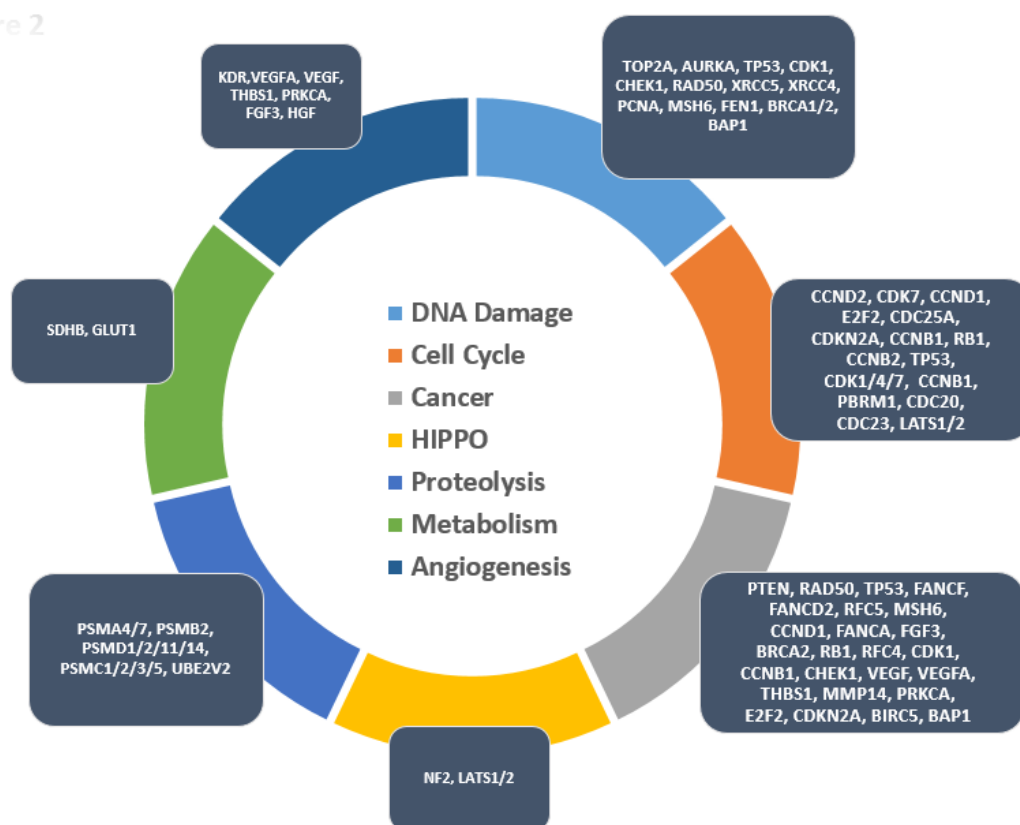 re 2
KDR,VEGFA, VEGF,
THBS1, PRKCA,
FGF3, HGF
TOP2A, AURKA, TP53, CDK1,
CHEK1, RAD50, XRCC5, XRCC4,
PCNA, MSH6, FEN1, BRCA1/2,
BAP1
SDHB, GLUT1
CCND2, CDK7, CCND1,
E2F2, CDC25A,
CDKN2A, CCNB1, RB1,
CCNB2, TP53,
CDK1/4/7, CCNB1,
PBRM1, CDC20,
CDC23, LATS1/2
DNA Damage
Cell Cycle
Cancer
HIPPO
Proteolysis
Metabolism
Angiogenesis
PSMA4/7, PSMB2,
PSMD1/2/11/14,
PSMC1/2/3/5, UBE2V2
PTEN, RAD50, TP53, FANCF,
FANCD2, RFC5, MSH6,
CCND1, FANCA, FGF3,
BRCA2, RB1, RFC4, CDK1,
CCNB1, CHEK1, VEGF, VEGFA,
THBS1, MMP14, PRKCA,
E2F2, CDKN2A, BIRC5, BAP1
NF2, LATS1/2